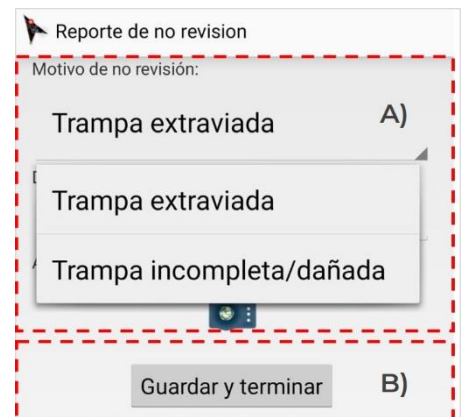 Reporte de no revision
Motivo de no revisión:
Trampa extraviada
A)
Trampa extraviada
Trampa incompleta/dañada
Guardar y terminar
B)